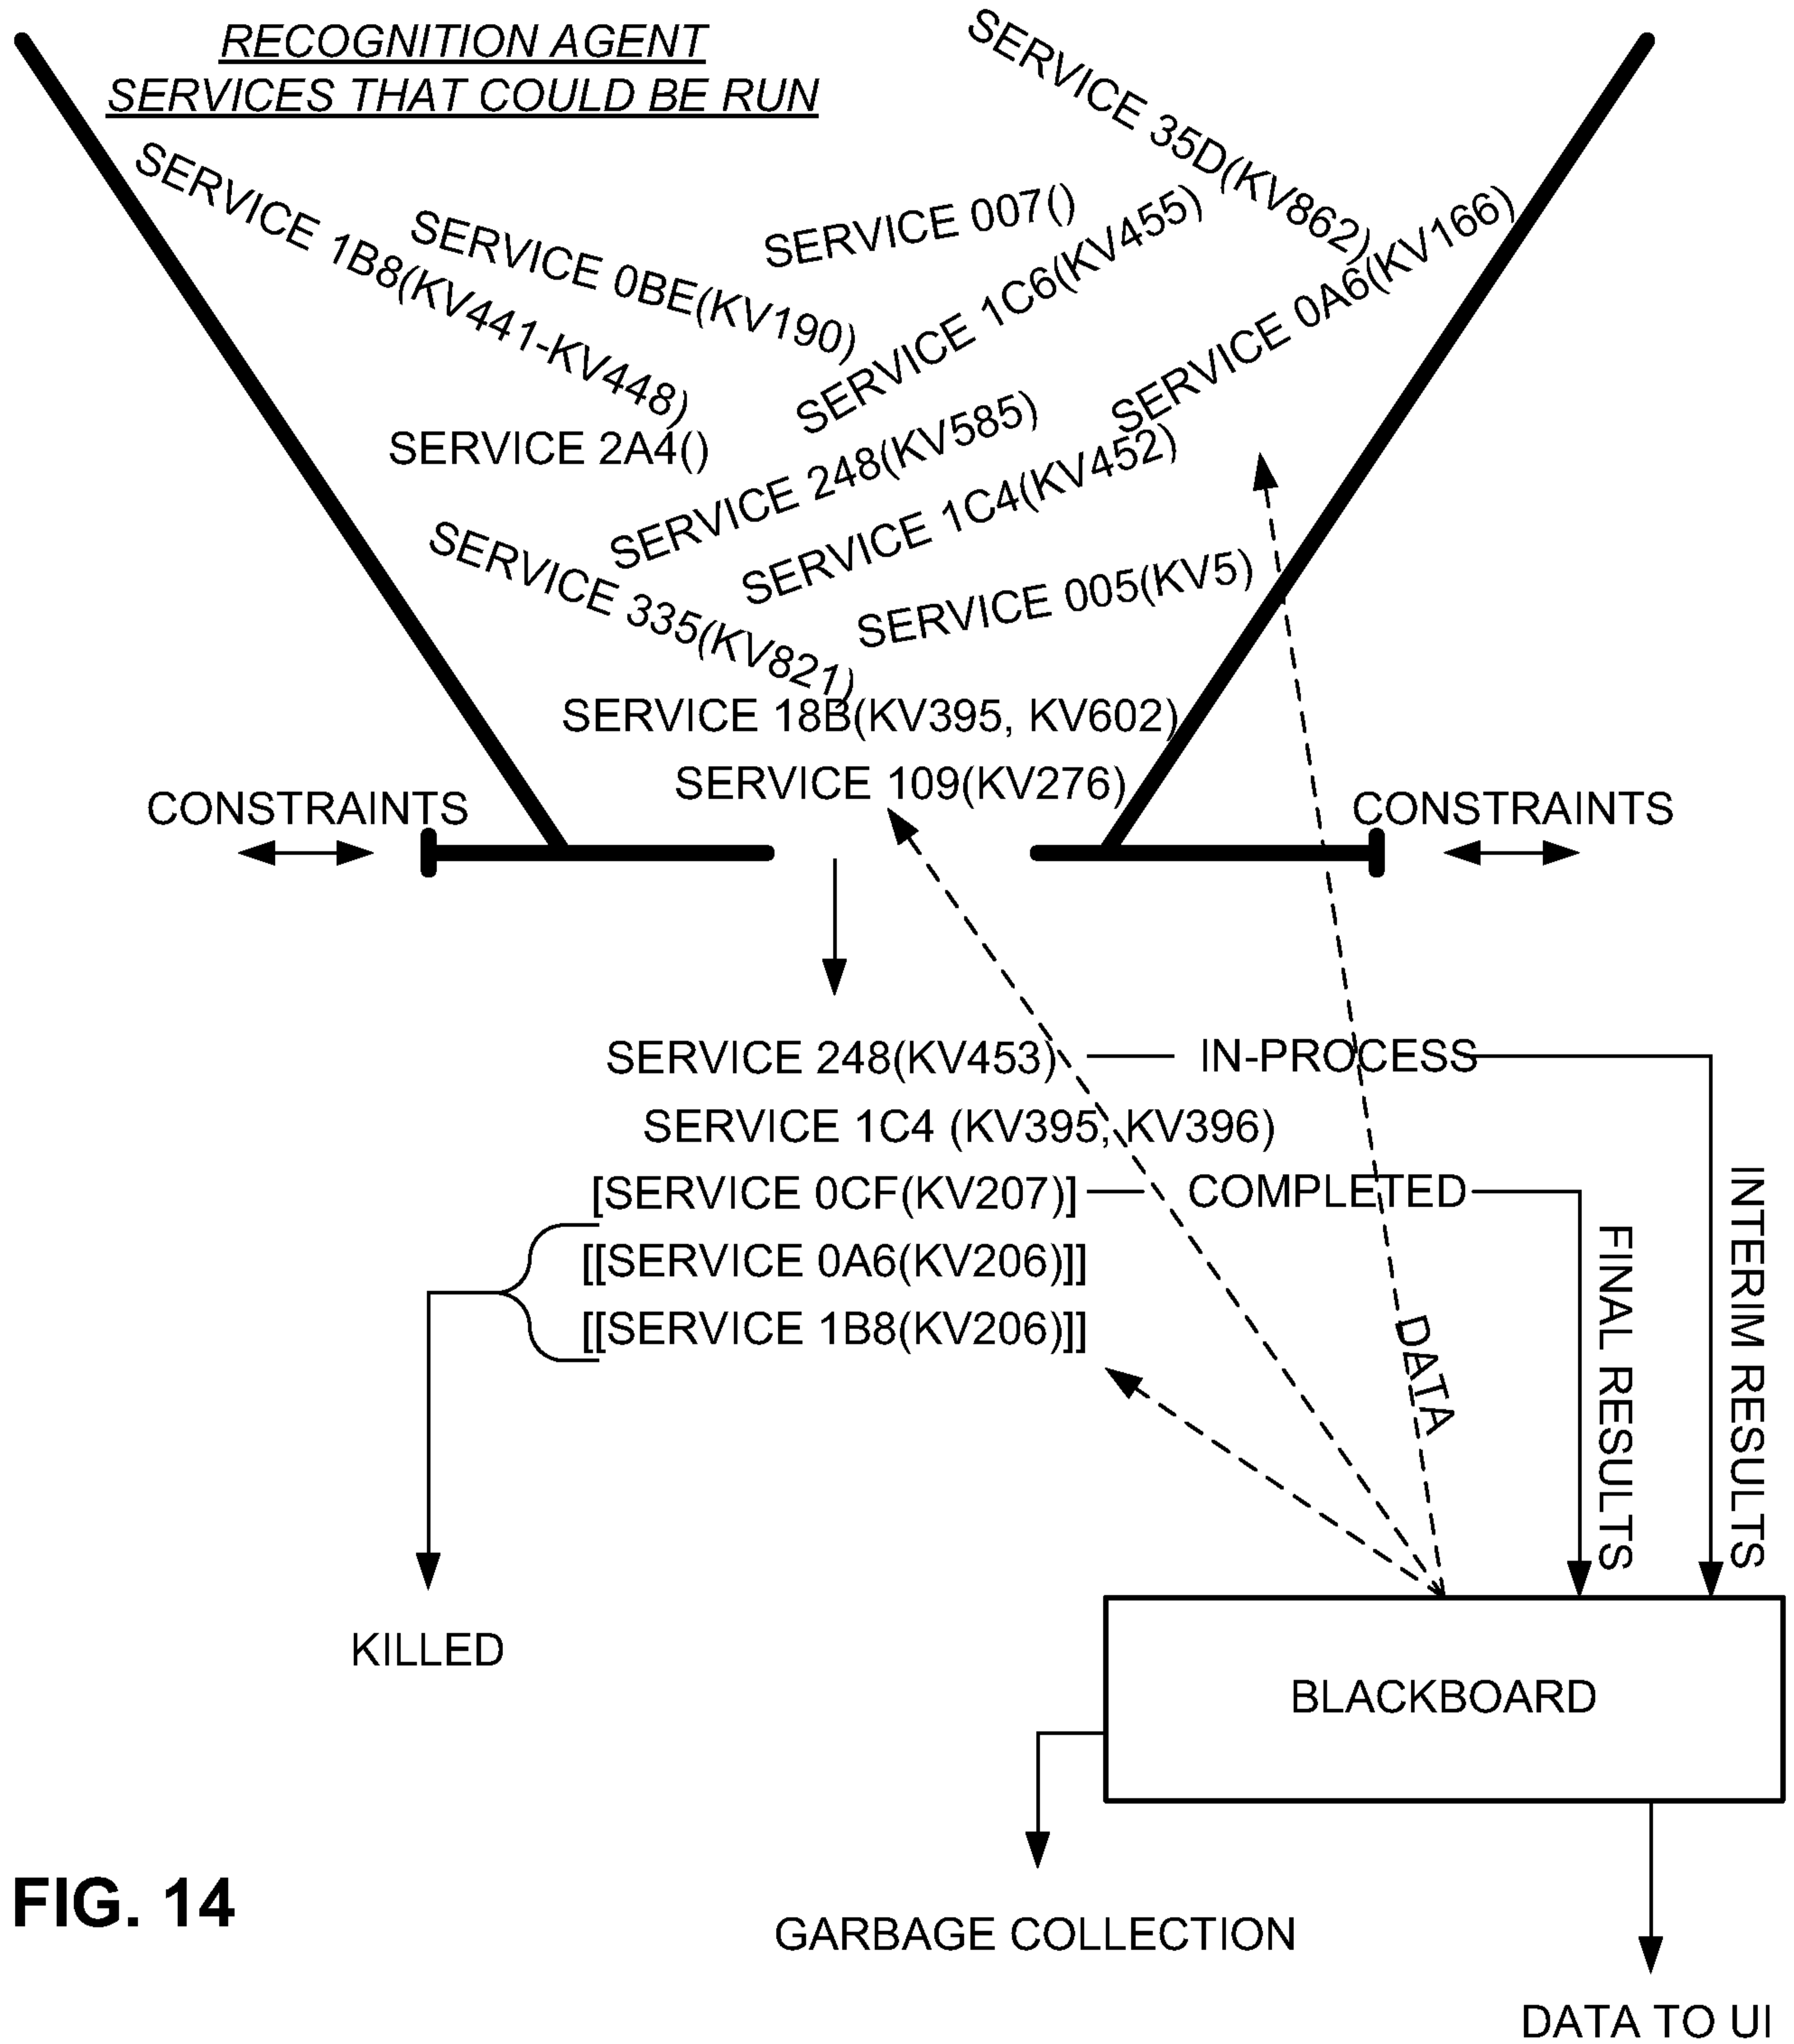 RECOGNITION AGENT
SERVICES THAT COULD BE RUN
SERVICE 35D(KV862)
SERVICE 1B8(KV441-KV448)
SERVICE 0BE(KV190)
SERVICE 007()
SERVICE 1C6(KV455)
SERVICE 0A6(KV166)
SERVICE 2A4()
SERVICE 248(KV585)
SERVICE 1C4(KV452)
SERVICE 335(KV821)
SERVICE 005(KV5)
SERVICE 18B(KV395, KV602)
SERVICE 109(KV276)
CONSTRAINTS
CONSTRAINTS
SERVICE 248(KV453)
IN-PROCESS
SERVICE 1C4 (KV395, KV396)
[SERVICE 0CF(KV207)]
COMPLETED
[[SERVICE 0A6(KV206)]]
[[SERVICE 1B8(KV206)]]
DATA
FINAL RESULTS
INTERIM RESULTS
KILLED
BLACKBOARD
FIG. 14
GARBAGE COLLECTION
DATA TO UI